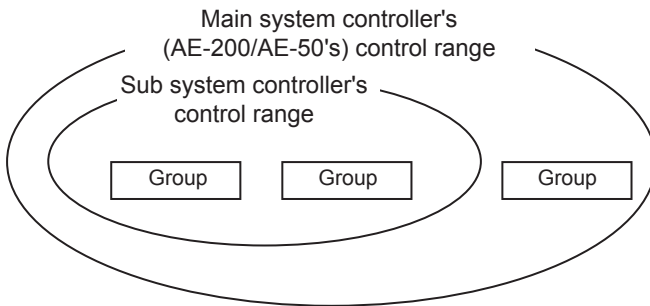 Main system controller's
(AE-200/AE-50's) control range
Sub system controller's
control range
Group Group Group